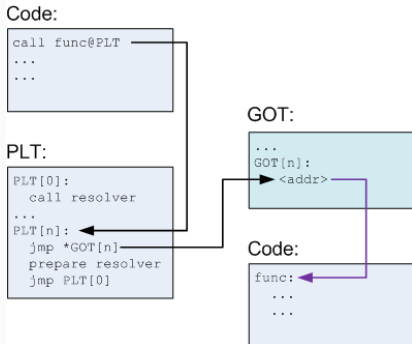 Code:
call func@PLT
...
...
PLT:
PLT[0]:
call resolver
...
PLT[n]:
jmp *GOT[n]
prepare resolver
jmp PLT[0]
GOT:
...
GOT[n]:
<addr>
Code:
func:
...
...